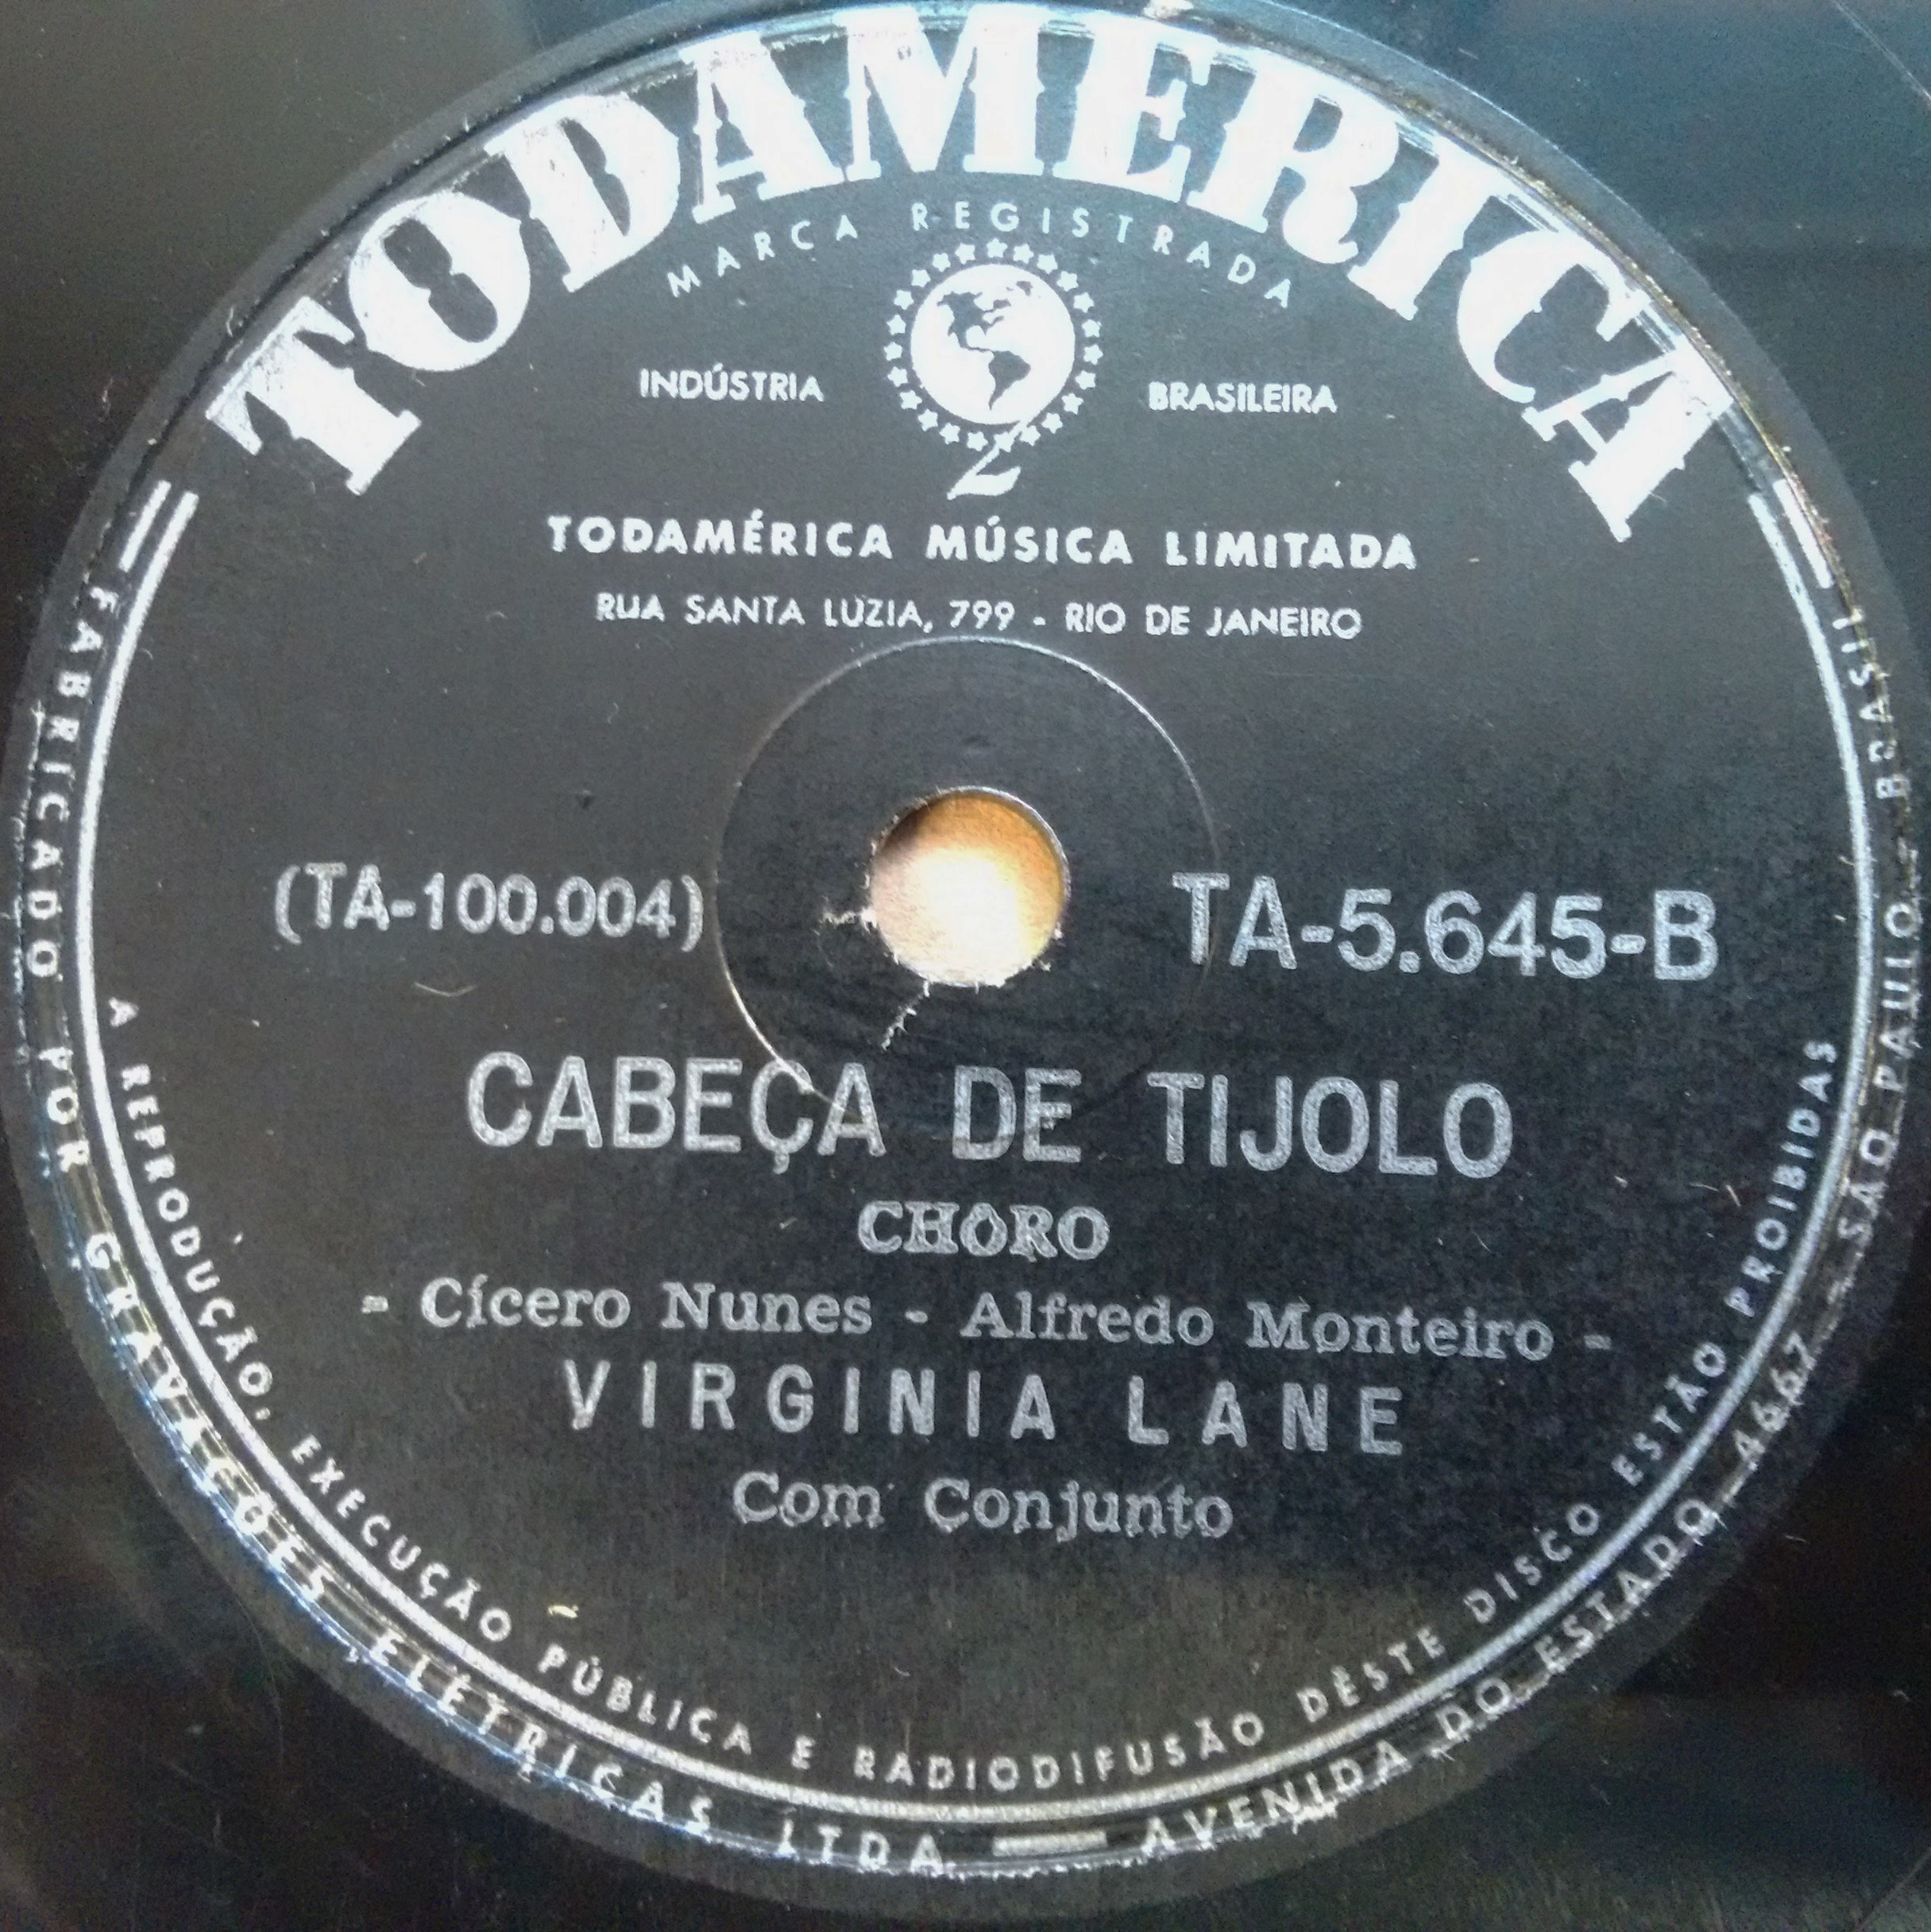 TODAMERICA
MARCA REGISTRADA
INDÚSTRIA BRASILEIRA
2
TODAMÉRICA MÚSICA LIMITADA
RUA SANTA LUZIA, 799 - RIO DE JANEIRO
(TA-100.004) TA-5.645-B
CABEÇA DE TIJOLO
CHÔRO
- Cícero Nunes - Alfredo Monteiro -
VIRGINIA LANE
Com Conjunto
A REPRODUÇÃO, EXECUÇÃO PÚBLICA E RADIODIFUSÃO DÊSTE DISCO ESTÃO PROIBIDAS
FABRICADO POR GRAVAÇÕES ELÉTRICAS LTDA. — AVENIDA DO ESTADO 4667 - SÃO PAULO - BRASIL